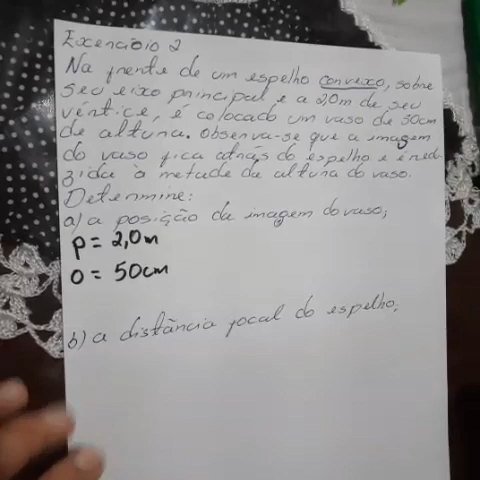 Exercício 2
Na frente de um espelho convexo, sobre
seu eixo principal e a 2,0m de seu
vértice, é colocado um vaso de 50cm
de altura. Observa-se que a imagem
do vaso fica atrás do espelho e é redu-
zida à metade da altura do vaso.
Determine:
a) a posição da imagem do vaso;
p = 2,0m
o = 50cm
b) a distância focal do espelho;